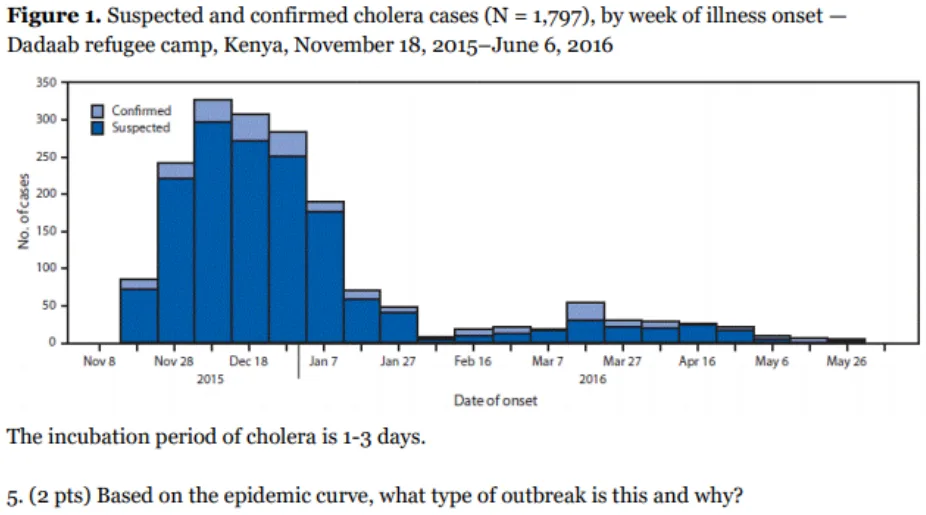 Figure 1. Suspected and confirmed cholera cases (N = 1,797), by week of illness onset —
Dadaab refugee camp, Kenya, November 18, 2015–June 6, 2016
350
300
250
200
150
100
50
0
No. of cases
Confirmed
Suspected
Nov 8 Nov 28 Dec 18 Jan 7 Jan 27 Feb 16 Mar 7 Mar 27 Apr 16 May 6 May 26
2015 2016
Date of onset
The incubation period of cholera is 1-3 days.
5. (2 pts) Based on the epidemic curve, what type of outbreak is this and why?